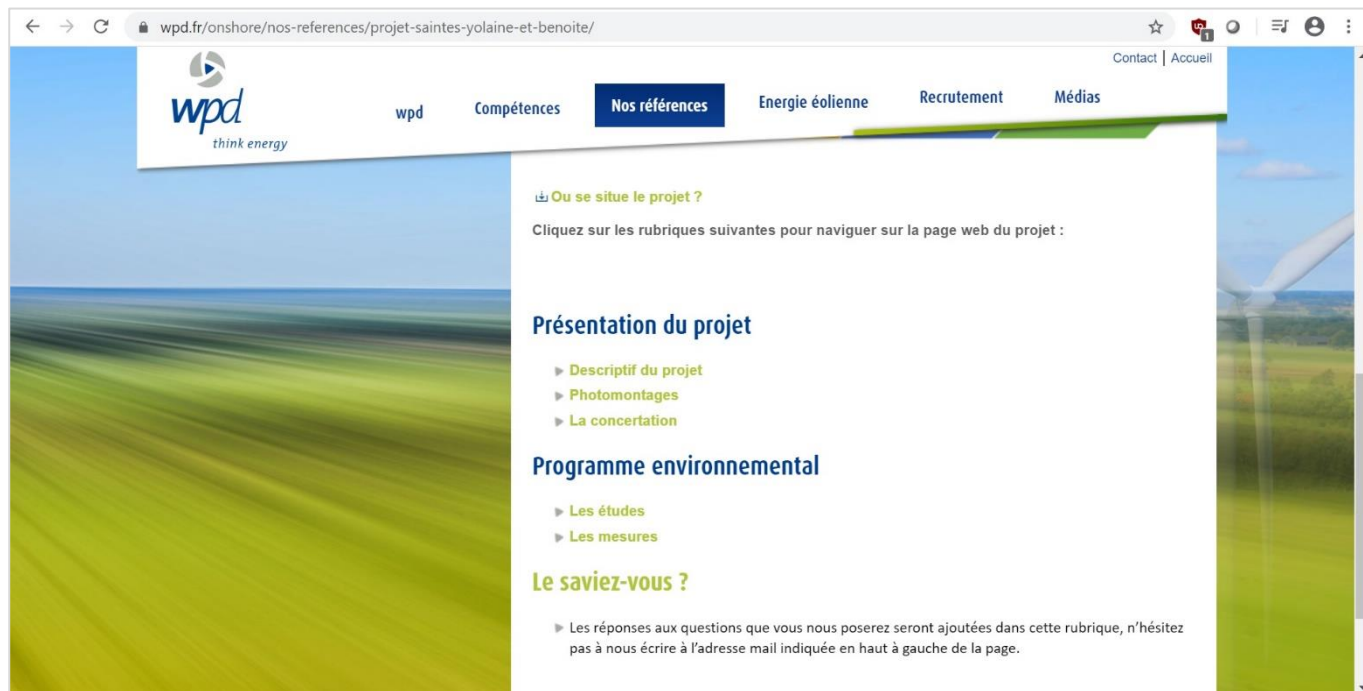 wpd.fr/onshore/nos-references/projet-saintes-yolaine-et-benoite/
1
Contact | Accueil
wpd
think energy
wpd
Compétences
Nos références
Energie éolienne
Recrutement
Médias
Ou se situe le projet ?
Cliquez sur les rubriques suivantes pour naviguer sur la page web du projet :
Présentation du projet
Descriptif du projet
Photomontages
La concertation
Programme environnemental
Les études
Les mesures
Le saviez-vous ?
Les réponses aux questions que vous nous poserez seront ajoutées dans cette rubrique, n’hésitez
pas à nous écrire à l’adresse mail indiquée en haut à gauche de la page.